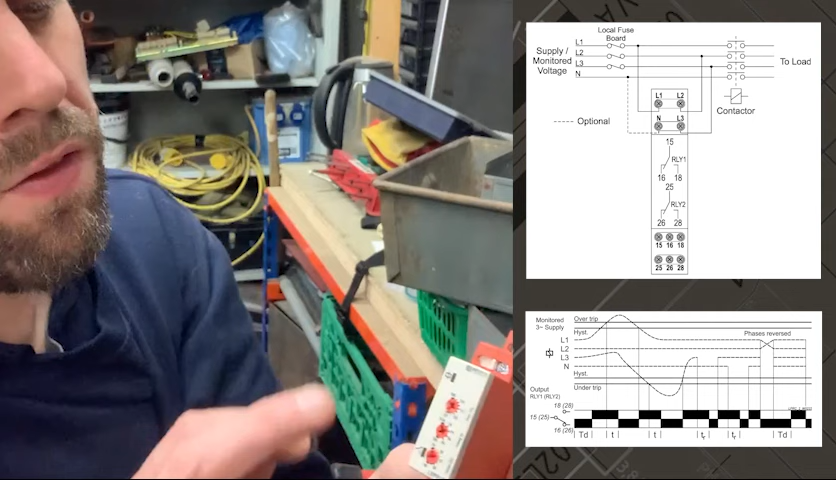 Local Fuse
Board
L1
L2
L3
N
Supply /
Monitored
Voltage
To Load
Contactor
Optional
L1 L2
N L3
15
RLY1
16 18
25
RLY2
26 28
15 16 18
25 26 28
Monitored
3~ Supply
Over trip
Hyst.
Phases reversed
L1
L2
L3
N
Hyst.
Under trip
Output
RLY1 (RLY2)
18 (28)
15 (25)
16 (26)
Td t t tr tr Td